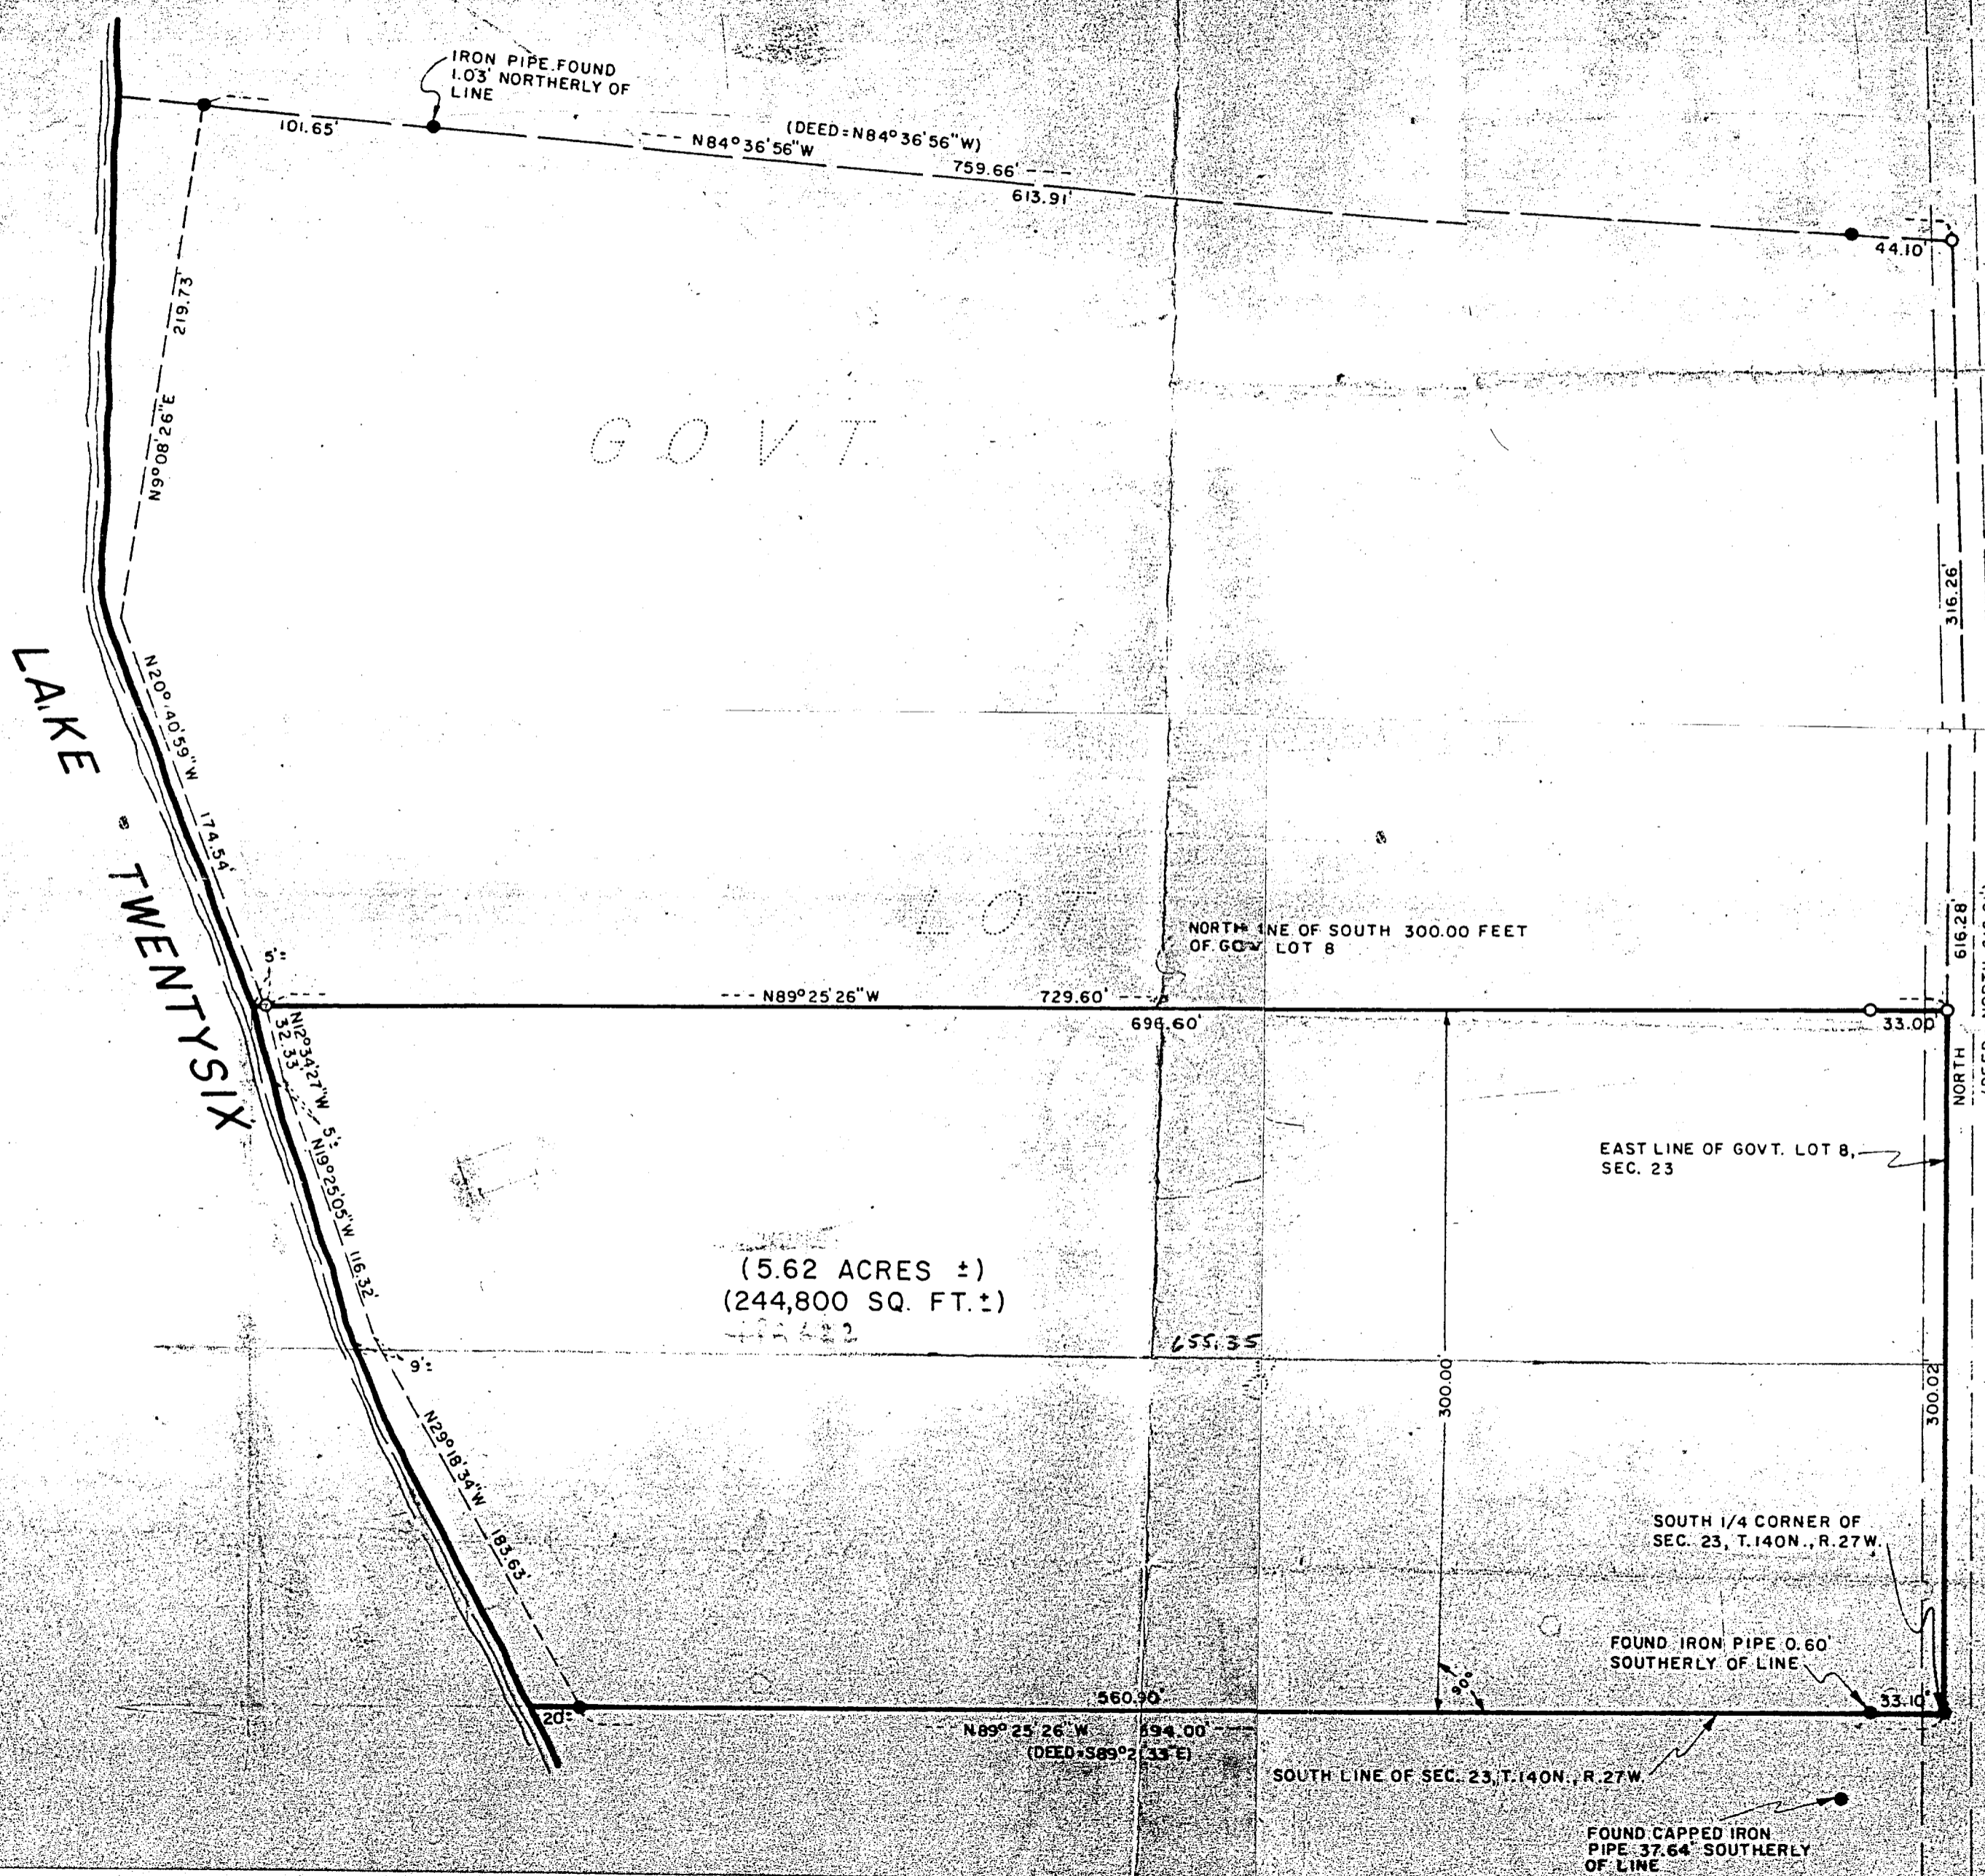 IRON PIPE FOUND
1.03' NORTHERLY OF
LINE
101.65'
(DEED=N84°36'56"W)
N84°36'56"W
759.66'
613.91'
44.10'
219.73'
N9°08'26"E
GOVT.
316.26'
LAKE TWENTYSIX
N20°40'59"W
174.54'
LOT
NORTH LINE OF SOUTH 300.00 FEET
OF GOV LOT 8
616.28'
5'±
N89°25'26"W 729.60'
696.60'
33.00'
N12°34'27"W
32.33'
5'±
NORTH
N19°25'05"W 116.32'
EAST LINE OF GOVT. LOT 8,
SEC. 23
(5.62 ACRES ±)
(244,800 SQ. FT.±)
655.35
9'±
300.00'
300.02'
N29°18'34"W 183.63'
SOUTH 1/4 CORNER OF
SEC. 23, T.140N., R.27W.
FOUND IRON PIPE 0.60'
SOUTHERLY OF LINE
90°
33.10'
560.90'
20'±
N89°25'26"W 594.00'
(DEED=S89°2 33"E)
SOUTH LINE OF SEC. 23, T.140N., R.27W.
FOUND CAPPED IRON
PIPE 37.64' SOUTHERLY
OF LINE